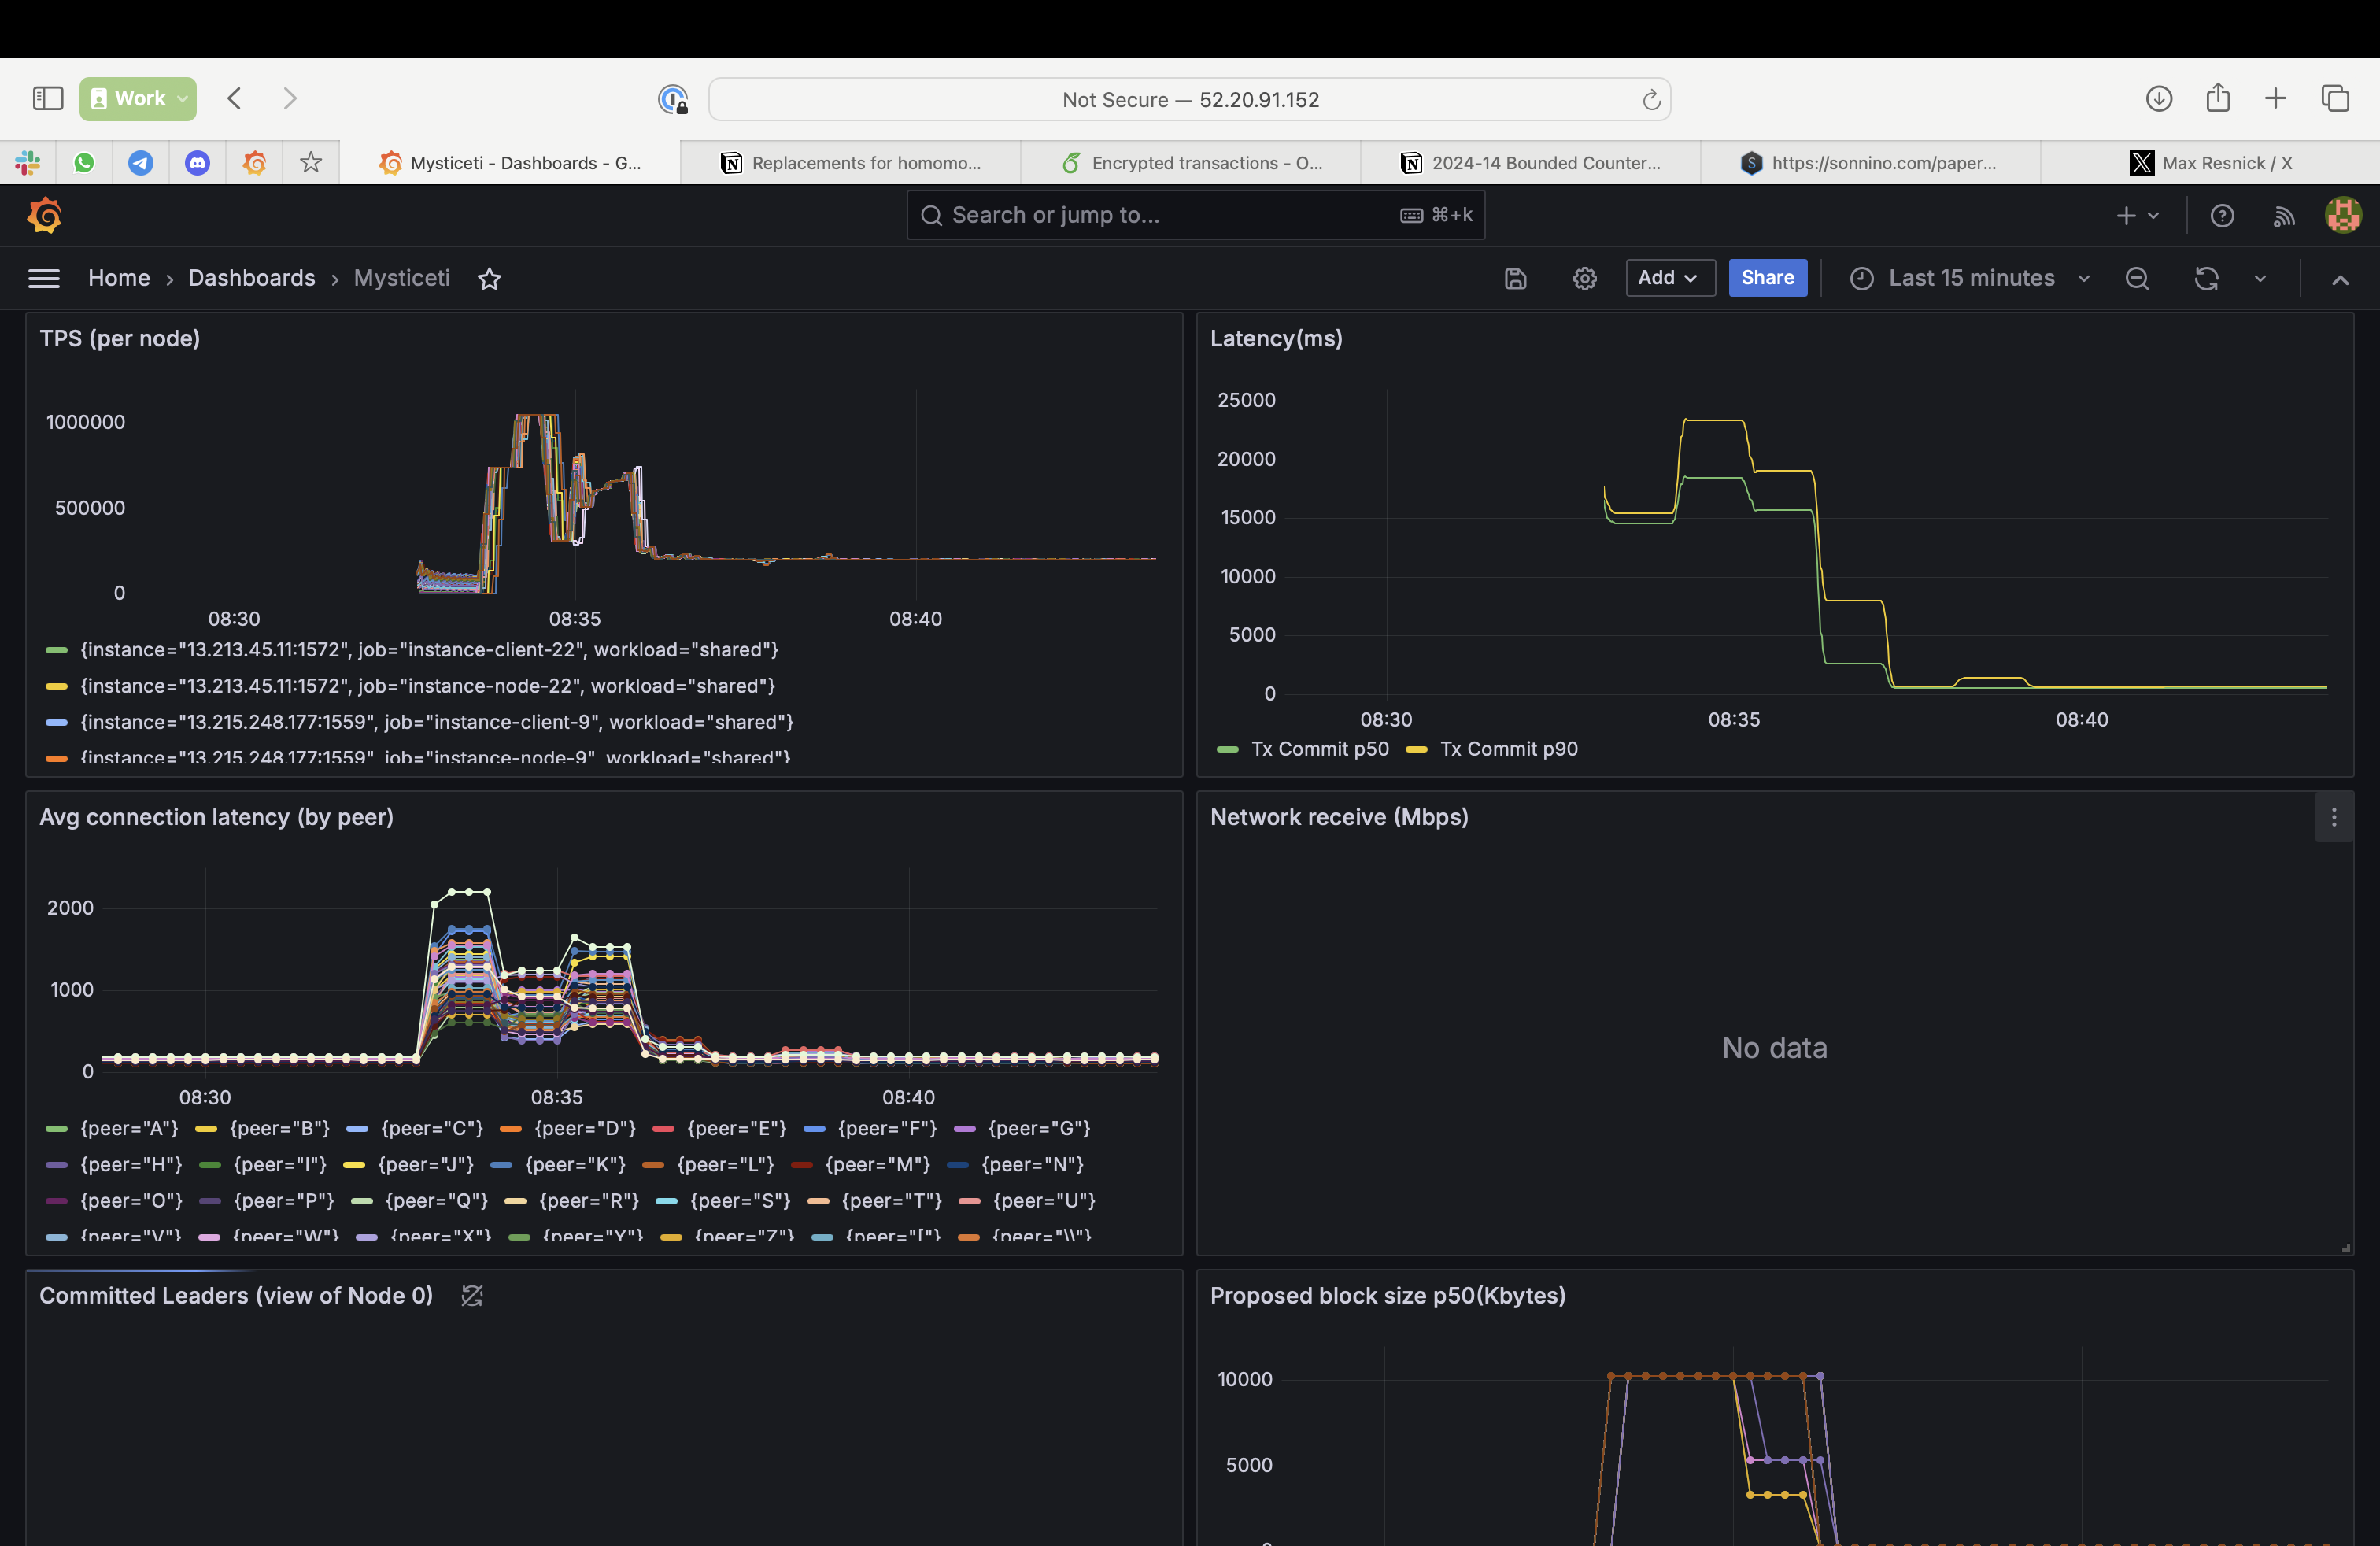 Work
Not Secure — 52.20.91.152
Mysticeti - Dashboards - G...
Replacements for homomo...
Encrypted transactions - O...
2024-14 Bounded Counter...
https://sonnino.com/paper...
Max Resnick / X
Search or jump to...
⌘+k
Home › Dashboards › Mysticeti
Add
Share
Last 15 minutes
TPS (per node)
1000000
500000
0
08:30 08:35 08:40
{instance="13.213.45.11:1572", job="instance-client-22", workload="shared"}
{instance="13.213.45.11:1572", job="instance-node-22", workload="shared"}
{instance="13.215.248.177:1559", job="instance-client-9", workload="shared"}
{instance="13.215.248.177:1559", job="instance-node-9", workload="shared"}
Latency(ms)
25000
20000
15000
10000
5000
0
08:30 08:35 08:40
Tx Commit p50 Tx Commit p90
Avg connection latency (by peer)
2000
1000
0
08:30 08:35 08:40
{peer="A"} {peer="B"} {peer="C"} {peer="D"} {peer="E"} {peer="F"} {peer="G"}
{peer="H"} {peer="I"} {peer="J"} {peer="K"} {peer="L"} {peer="M"} {peer="N"}
{peer="O"} {peer="P"} {peer="Q"} {peer="R"} {peer="S"} {peer="T"} {peer="U"}
{peer="V"} {peer="W"} {peer="X"} {peer="Y"} {peer="Z"} {peer="["} {peer="\\"}
Network receive (Mbps)
No data
Committed Leaders (view of Node 0)
Proposed block size p50(Kbytes)
10000
5000
0